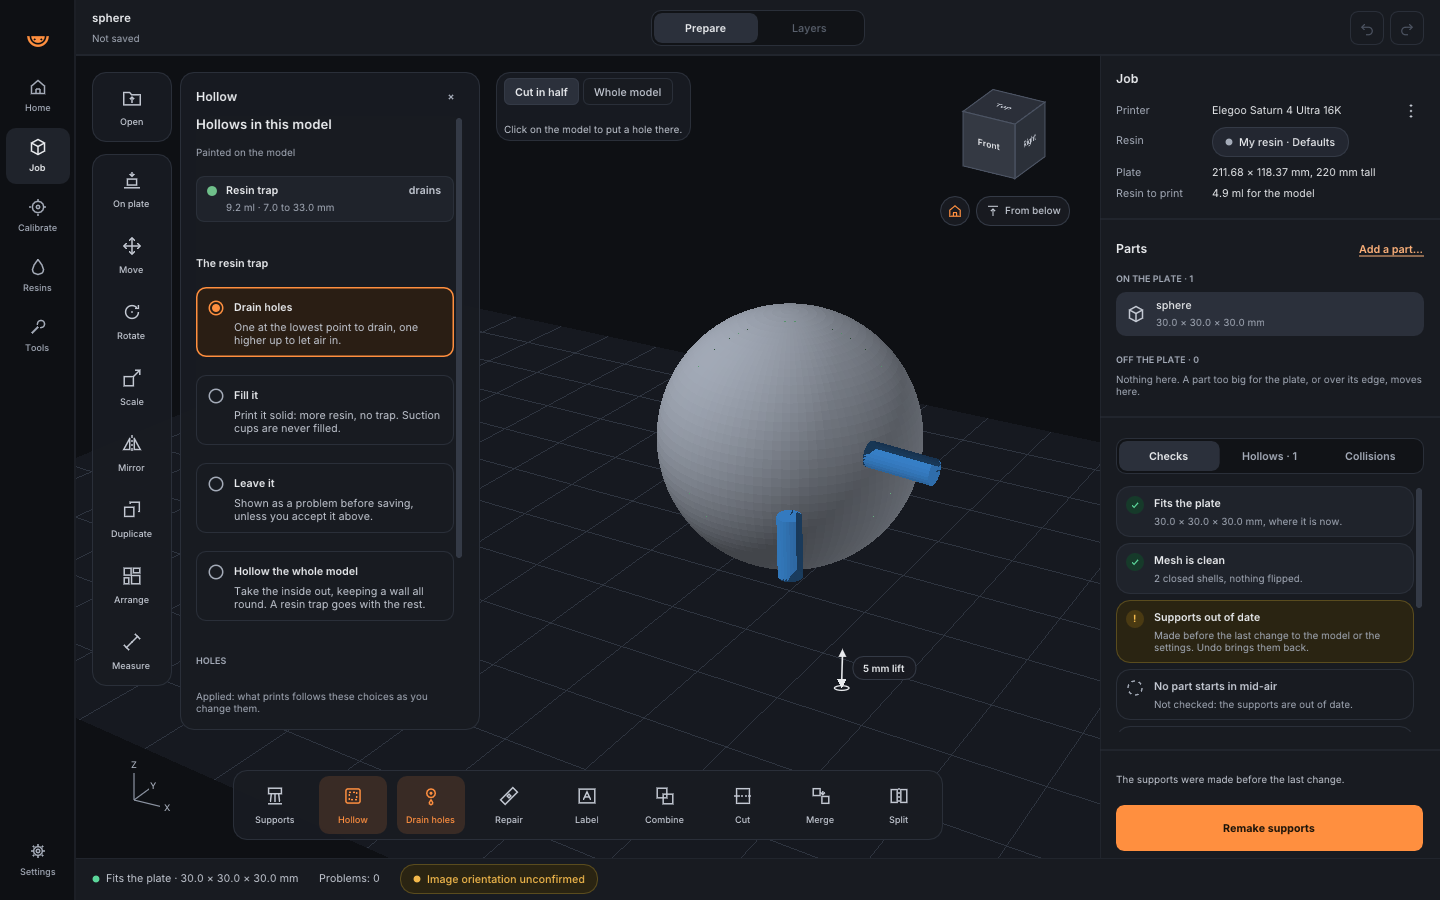 sphere
Not saved
Prepare
Layers
Home
Job
Calibrate
Resins
Tools
Settings
Open
On plate
Move
Rotate
Scale
Mirror
Duplicate
Arrange
Measure
Hollow
×
Hollows in this model
Painted on the model
Resin trap
drains
9.2 ml · 7.0 to 33.0 mm
The resin trap
Drain holes
One at the lowest point to drain, one
higher up to let air in.
Fill it
Print it solid: more resin, no trap. Suction
cups are never filled.
Leave it
Shown as a problem before saving,
unless you accept it above.
Hollow the whole model
Take the inside out, keeping a wall all
round. A resin trap goes with the rest.
HOLES
Applied: what prints follows these choices as you
change them.
Cut in half
Whole model
Click on the model to put a hole there.
Top
Front
Right
From below
5 mm lift
Z
Y
X
Supports
Hollow
Drain holes
Repair
Label
Combine
Cut
Merge
Split
Job
Printer
Elegoo Saturn 4 Ultra 16K
Resin
My resin · Defaults
Plate
211.68 × 118.37 mm, 220 mm tall
Resin to print
4.9 ml for the model
Parts
Add a part...
ON THE PLATE · 1
sphere
30.0 × 30.0 × 30.0 mm
OFF THE PLATE · 0
Nothing here. A part too big for the plate, or over its edge, moves
here.
Checks
Hollows · 1
Collisions
Fits the plate
30.0 × 30.0 × 30.0 mm, where it is now.
Mesh is clean
2 closed shells, nothing flipped.
Supports out of date
Made before the last change to the model or the
settings. Undo brings them back.
No part starts in mid-air
Not checked: the supports are out of date.
The supports were made before the last change.
Remake supports
Fits the plate · 30.0 × 30.0 × 30.0 mm
Problems: 0
Image orientation unconfirmed